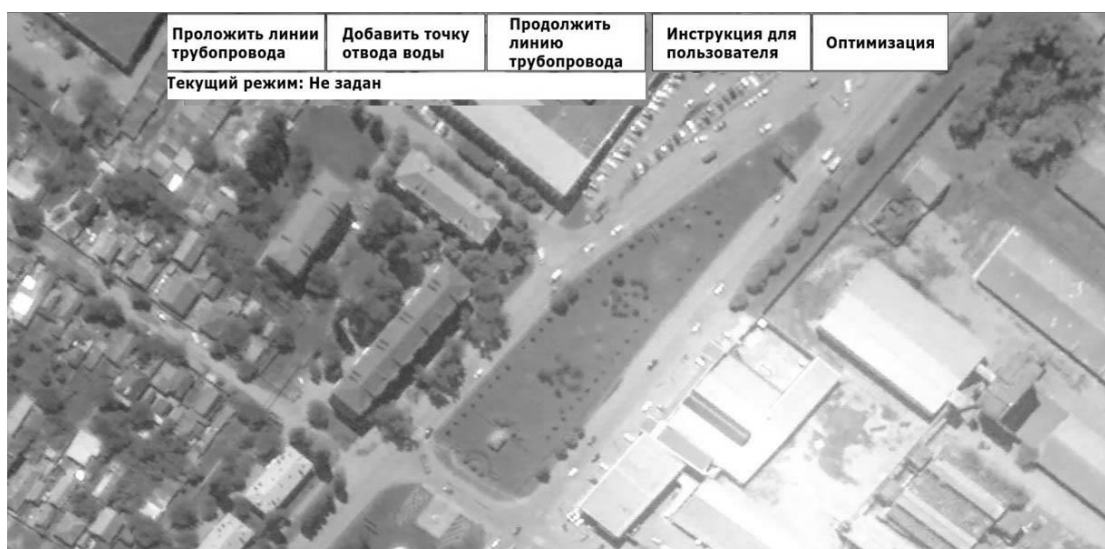 Проложить линии
трубопровода
Добавить точку
отвода воды
Продолжить
линию
трубопровода
Инструкция для
пользователя
Оптимизация
Текущий режим: Не задан